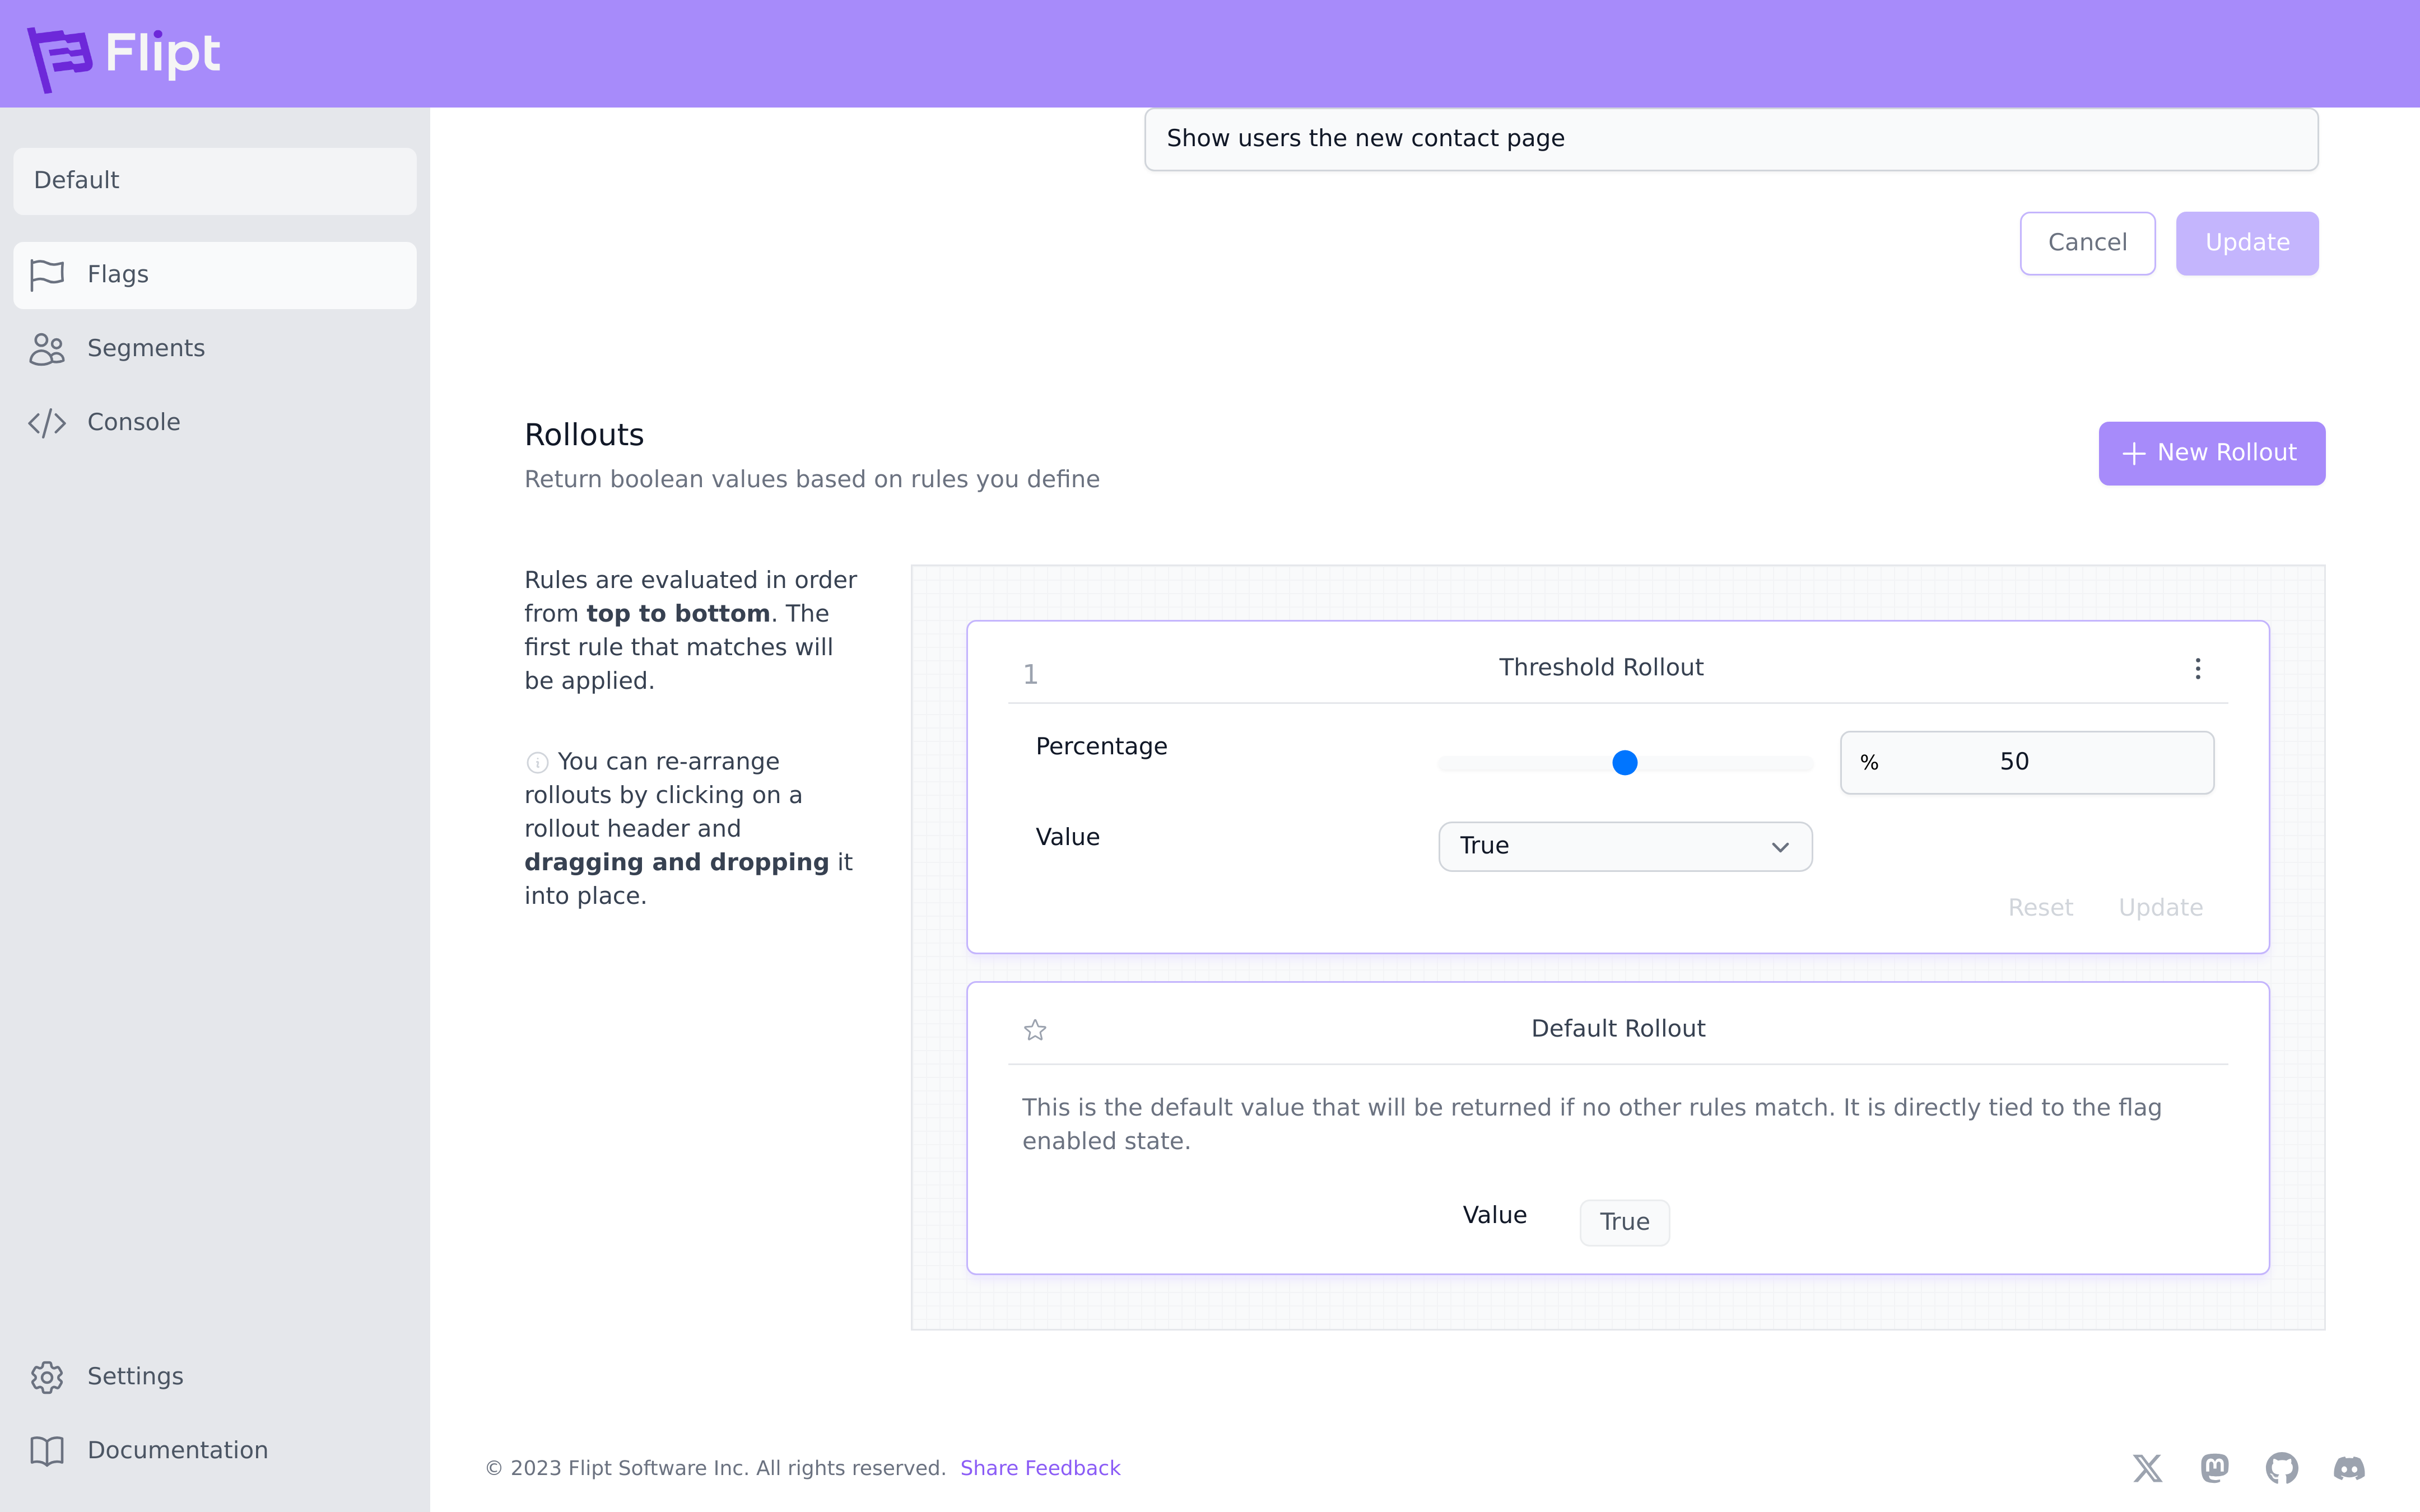 Flipt
Default
Flags
Segments
Console
Settings
Documentation
Show users the new contact page
Cancel
Update
Rollouts
Return boolean values based on rules you define
New Rollout
Rules are evaluated in order
from top to bottom. The
first rule that matches will
be applied.
You can re-arrange
rollouts by clicking on a
rollout header and
dragging and dropping it
into place.
1
Threshold Rollout
Percentage
% 50
Value
True
Reset
Update
Default Rollout
This is the default value that will be returned if no other rules match. It is directly tied to the flag
enabled state.
Value
True
© 2023 Flipt Software Inc. All rights reserved. Share Feedback